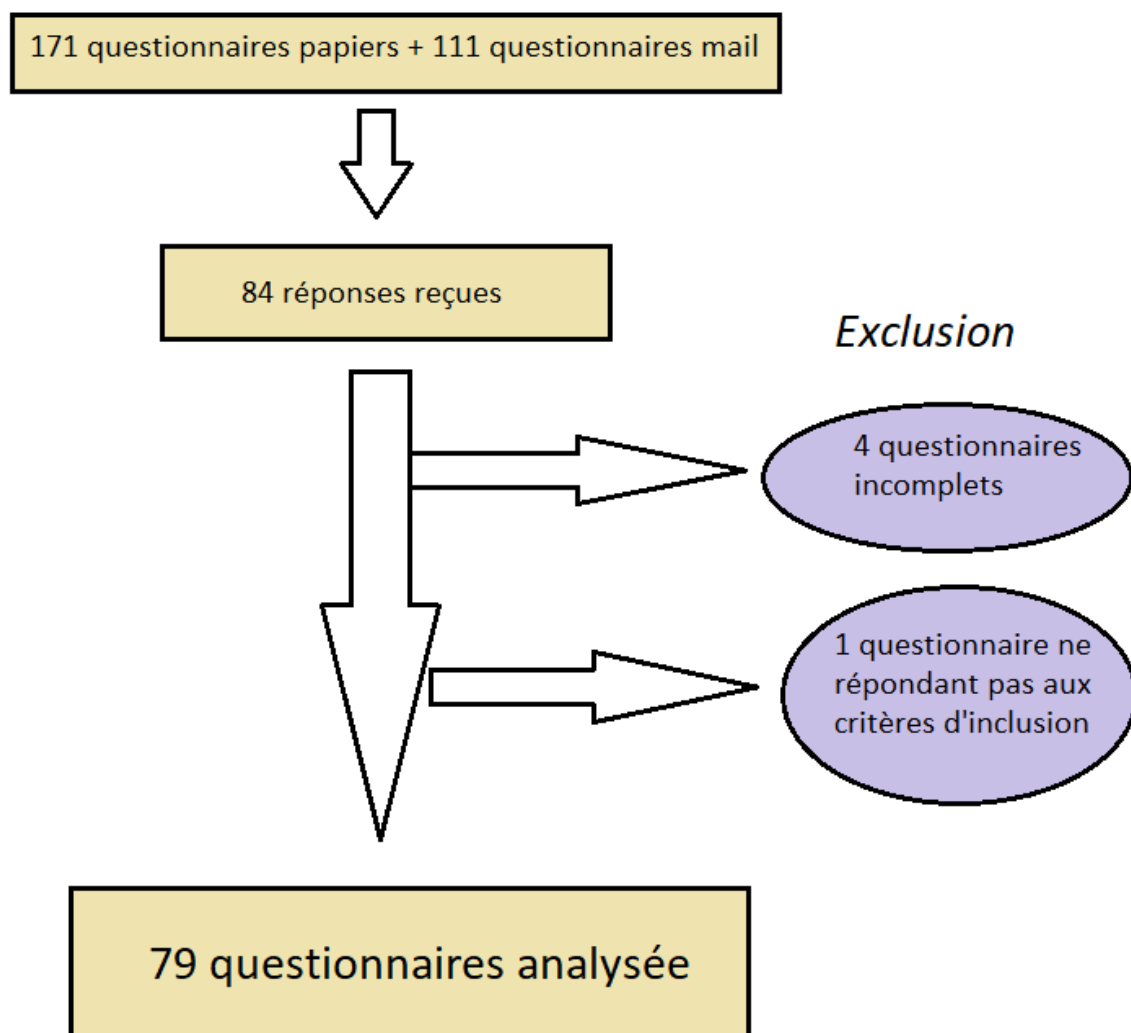 171 questionnaires papiers + 111 questionnaires mail
84 réponses reçues
Exclusion
4 questionnaires
incomplets
1 questionnaire ne
répondant pas aux
critères d'inclusion
79 questionnaires analysée